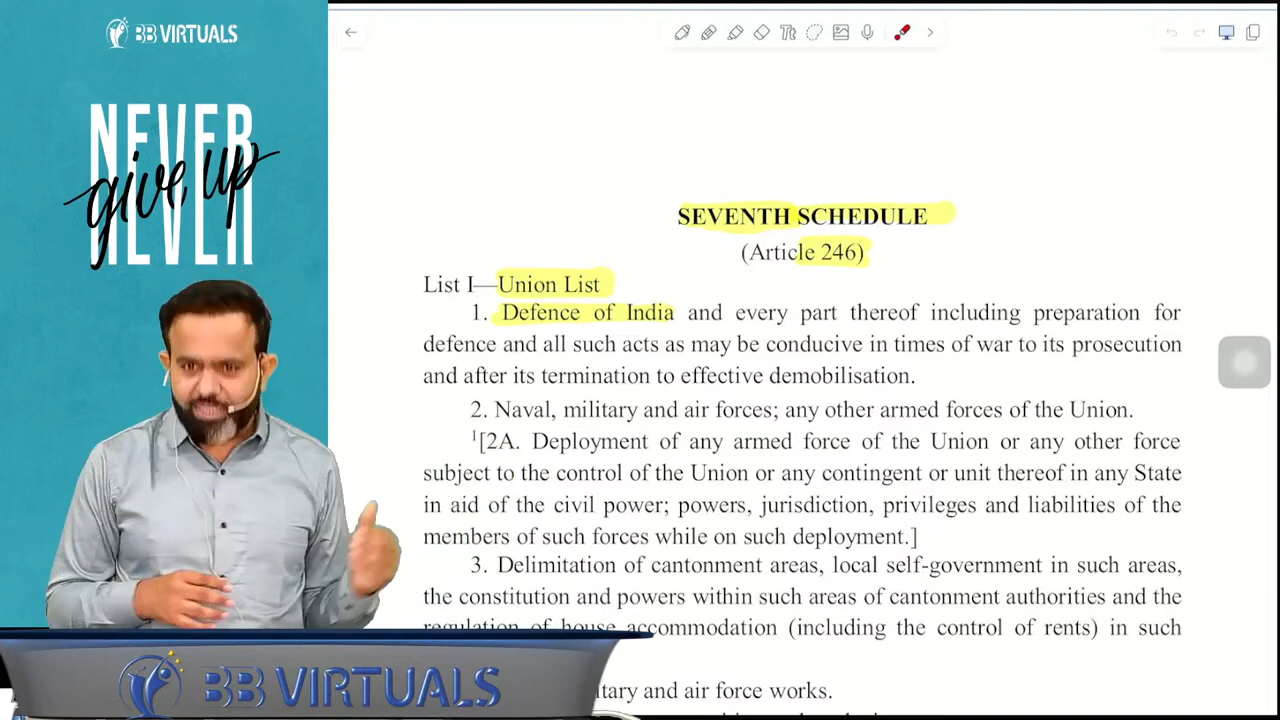 BB VIRTUALS
NEVER
give up
NEVER
SEVENTH SCHEDULE
(Article 246)
List I—Union List
1. Defence of India and every part thereof including preparation for
defence and all such acts as may be conducive in times of war to its prosecution
and after its termination to effective demobilisation.
2. Naval, military and air forces; any other armed forces of the Union.
1[2A. Deployment of any armed force of the Union or any other force
subject to the control of the Union or any contingent or unit thereof in any State
in aid of the civil power; powers, jurisdiction, privileges and liabilities of the
members of such forces while on such deployment.]
3. Delimitation of cantonment areas, local self-government in such areas,
the constitution and powers within such areas of cantonment authorities and the
regulation of house accommodation (including the control of rents) in such
tary and air force works.
BB VIRTUALS